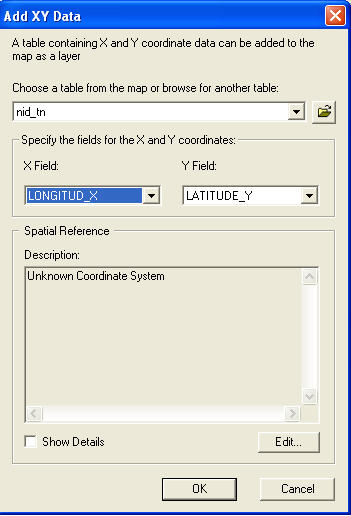 Add XY Data
A table containing X and Y coordinate data can be added to the
map as a layer
Choose a table from the map or browse for another table:
nid_tn
Specify the fields for the X and Y coordinates:
X Field:
Y Field:
LONGITUD_X
LATITUDE_Y
Spatial Reference
Description:
Unknown Coordinate System
Show Details
Edit...
OK
Cancel